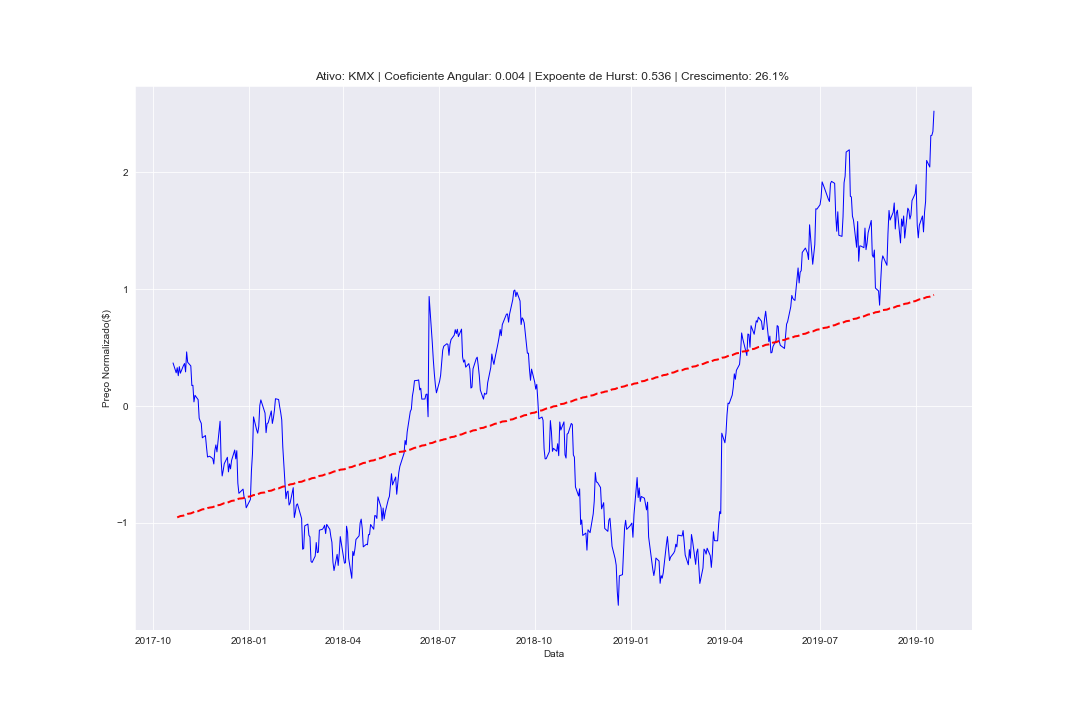 Ativo: KMX | Coeficiente Angular: 0.004 | Expoente de Hurst: 0.536 | Crescimento: 26.1%
Preço Normalizado($)
2
1
0
−1
2017-10 2018-01 2018-04 2018-07 2018-10 2019-01 2019-04 2019-07 2019-10
Data